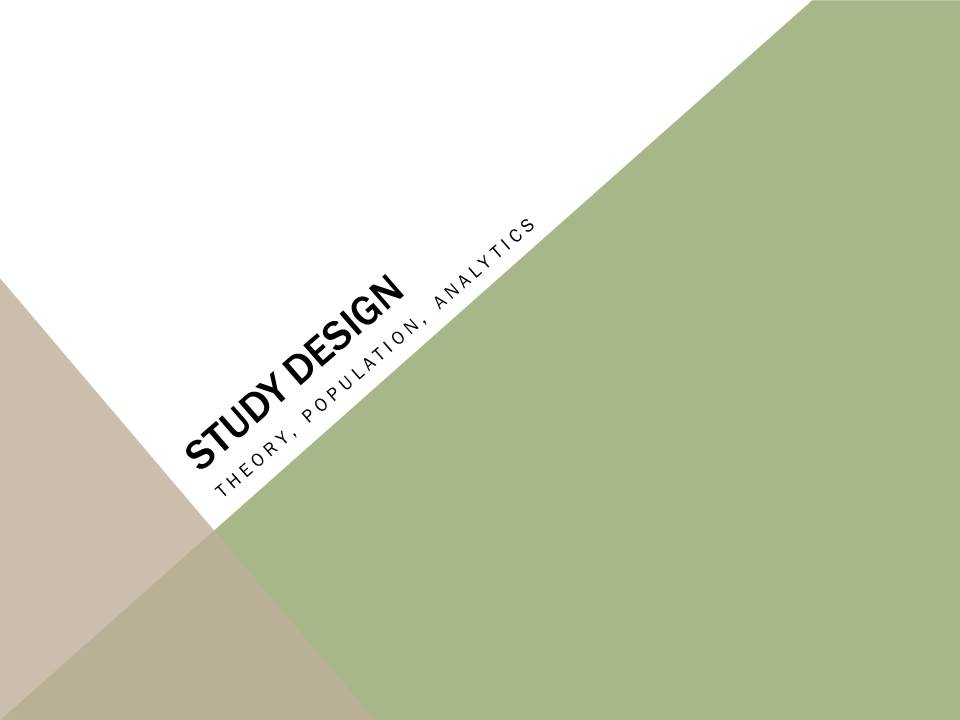 STUDY DESIGN
THEORY, POPULATION, ANALYTICS